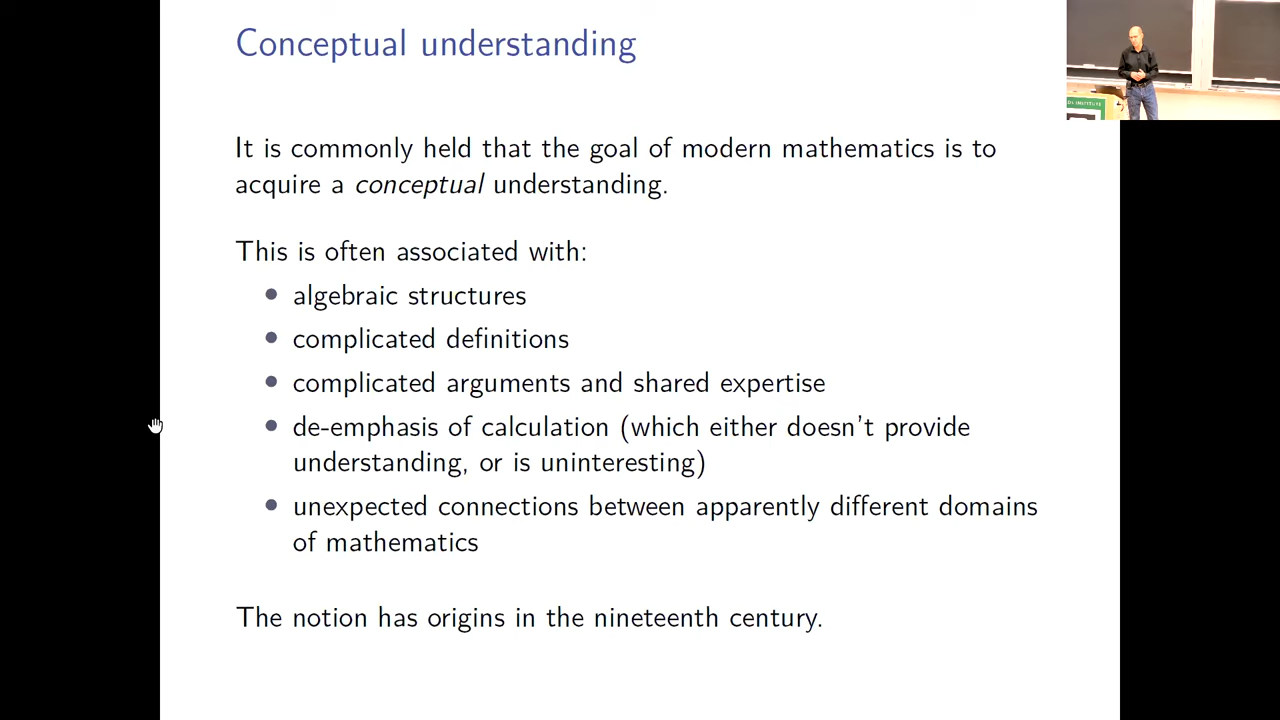 Conceptual understanding
It is commonly held that the goal of modern mathematics is to
acquire a conceptual understanding.
This is often associated with:
• algebraic structures
• complicated definitions
• complicated arguments and shared expertise
• de-emphasis of calculation (which either doesn't provide
understanding, or is uninteresting)
• unexpected connections between apparently different domains
of mathematics
The notion has origins in the nineteenth century.
INSTITUTE